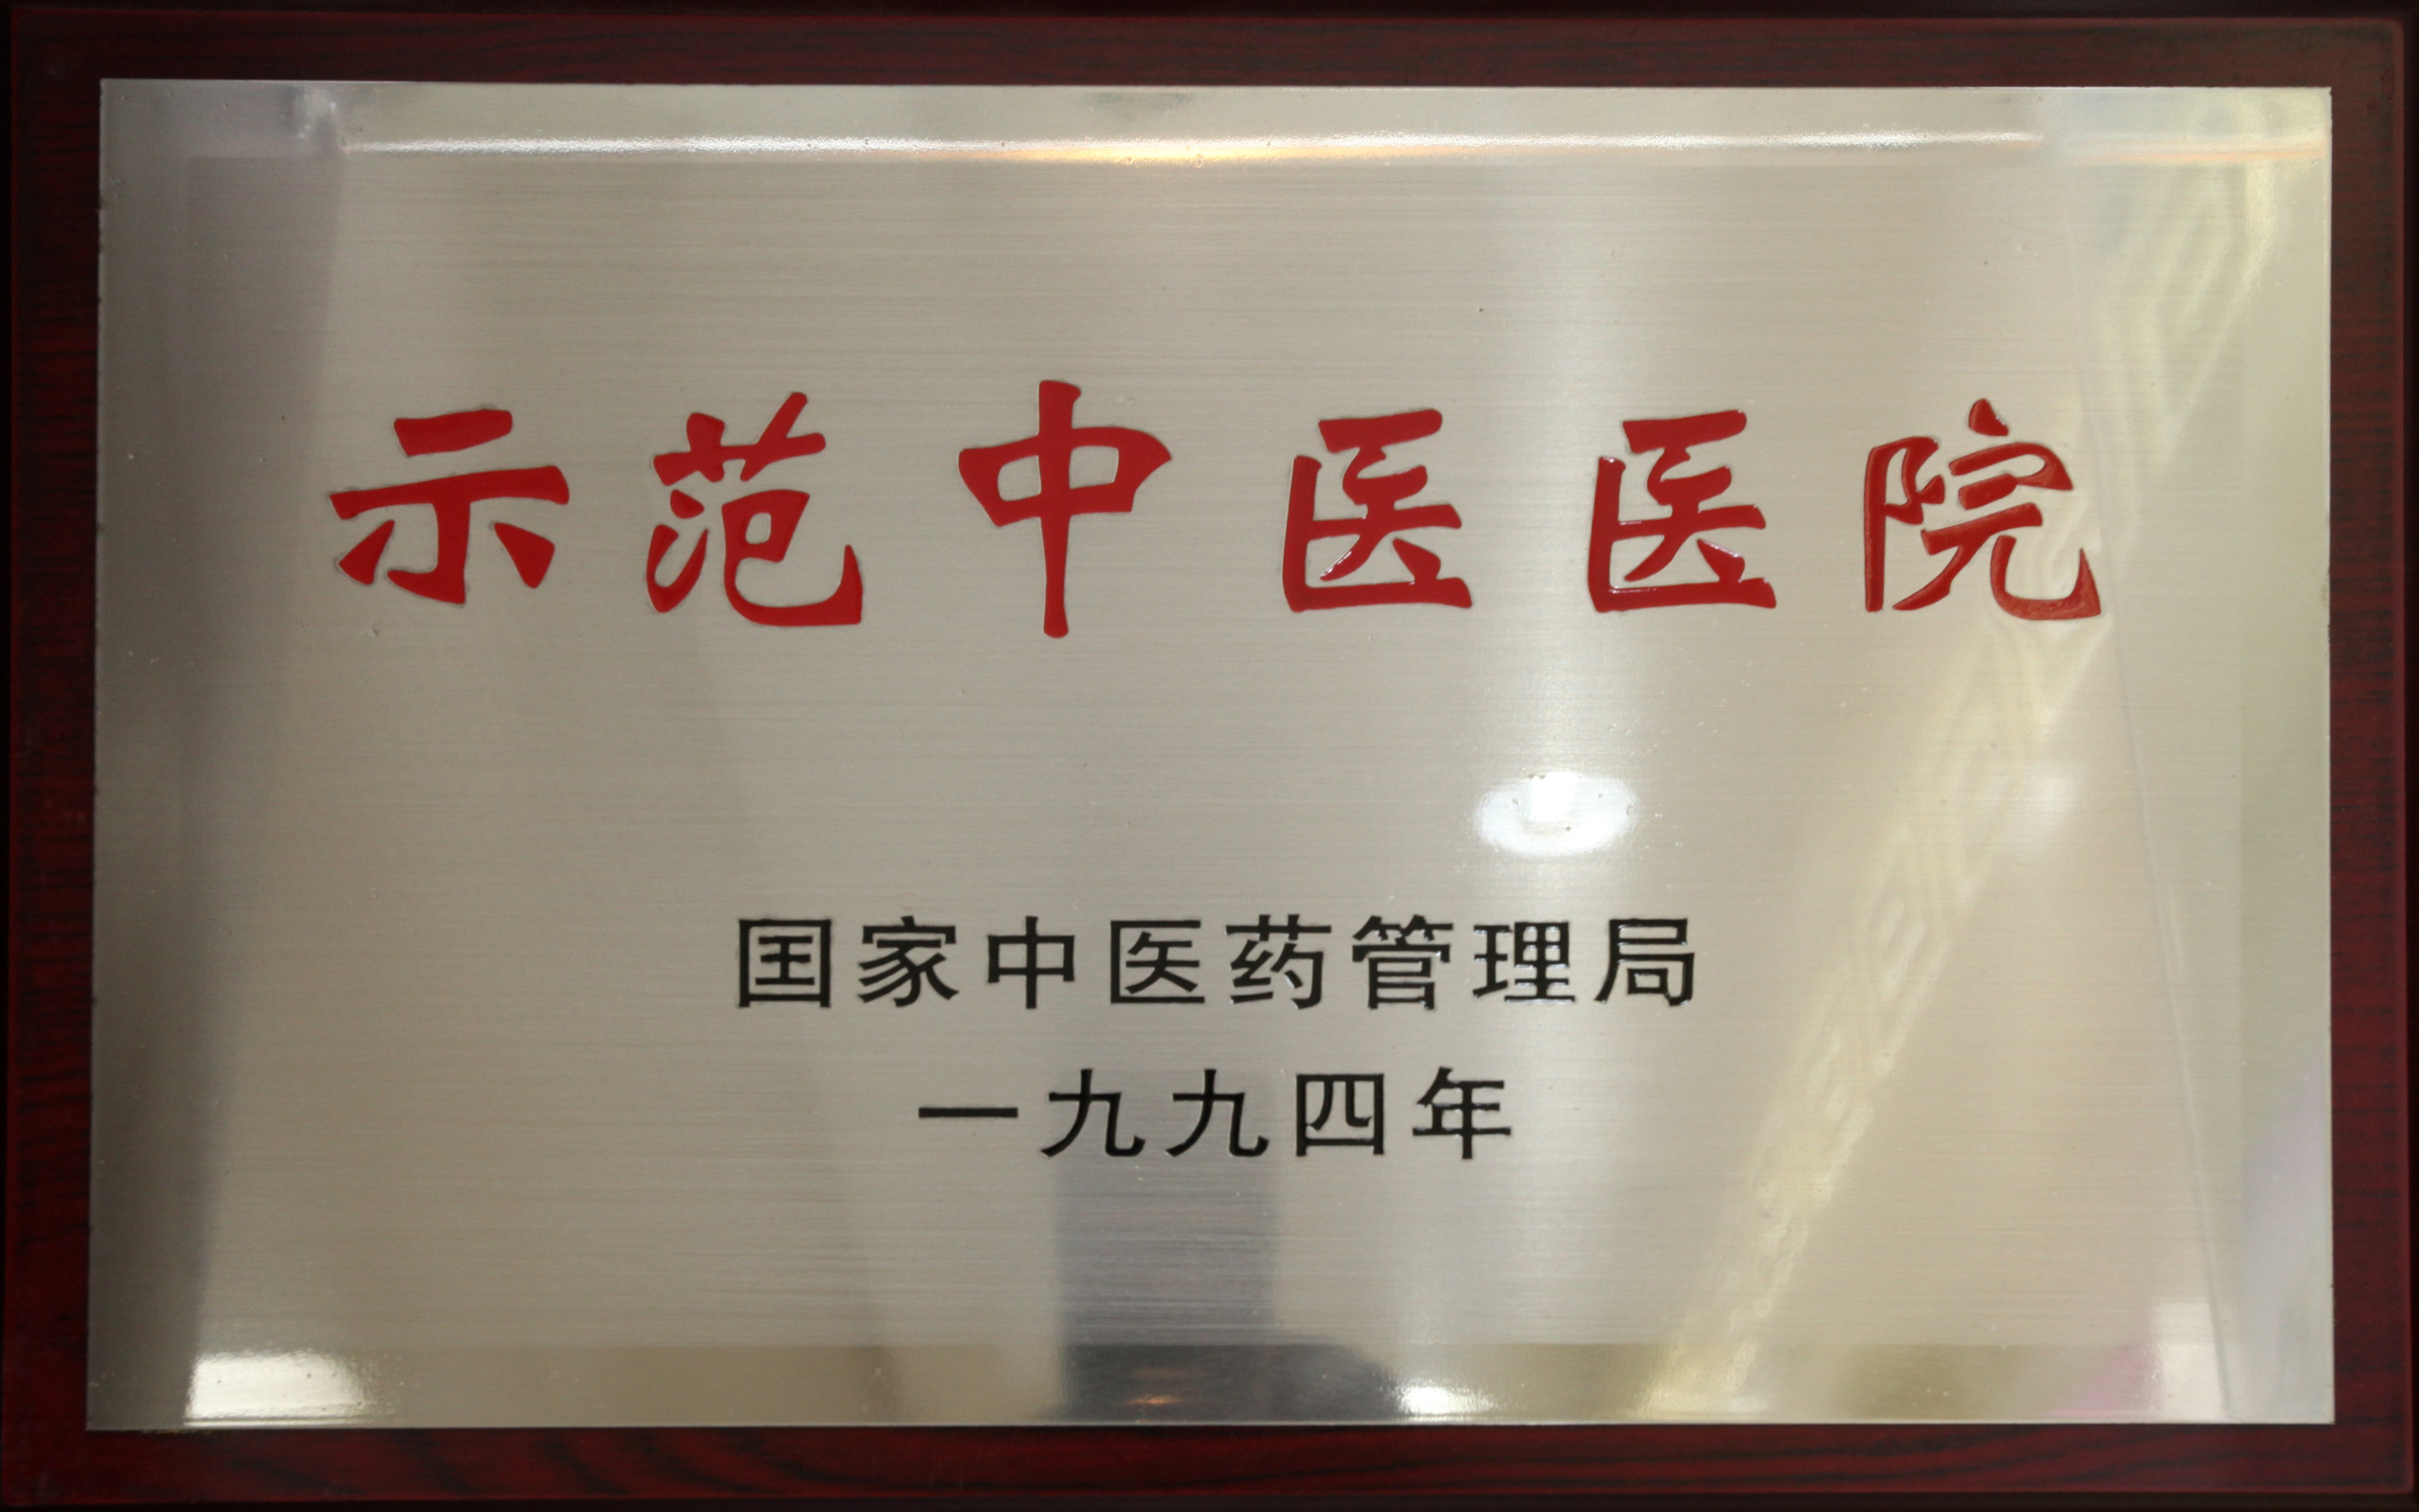 示范中医医院
国家中医药管理局
一九九四年